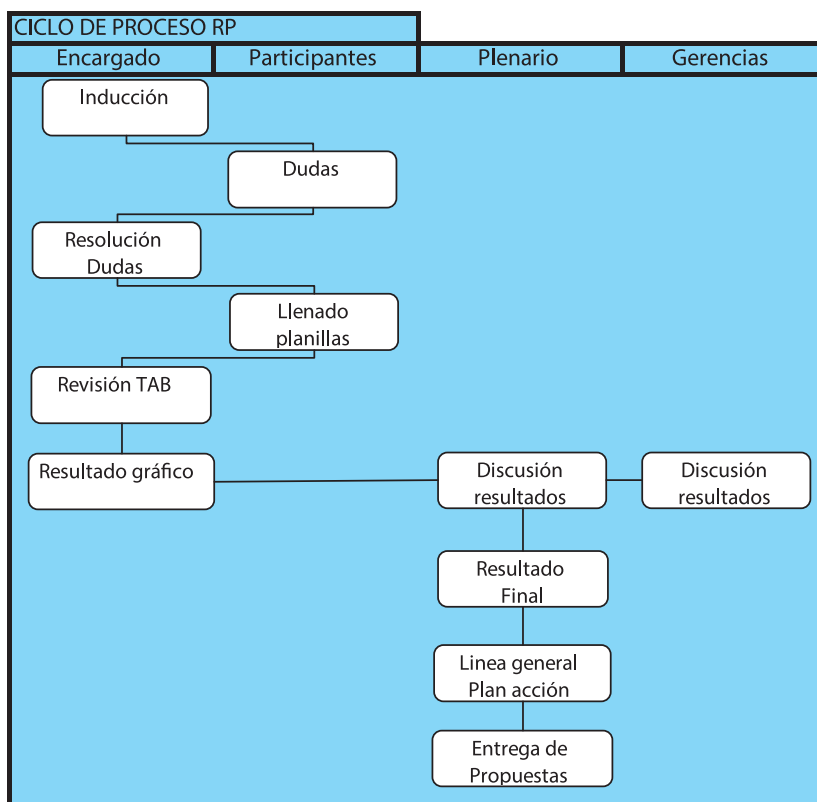 CICLO DE PROCESO RP
Encargado
Participantes
Plenario
Gerencias
Inducción
Dudas
Resolución
Dudas
Llenado
planillas
Revisión TAB
Resultado gráfico
Discusión
resultados
Discusión
resultados
Resultado
Final
Linea general
Plan acción
Entrega de
Propuestas